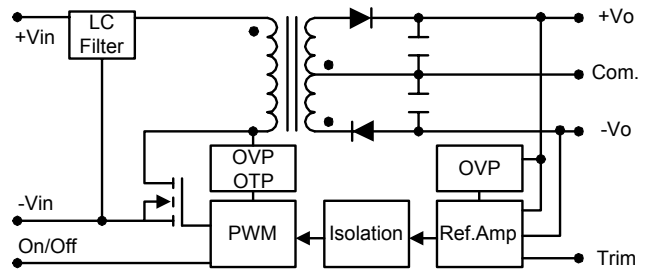 +Vin
LC
Filter
+Vo
Com.
-Vo
OVP
OTP
OVP
-Vin
On/Off
PWM
Isolation
Ref.Amp
Trim